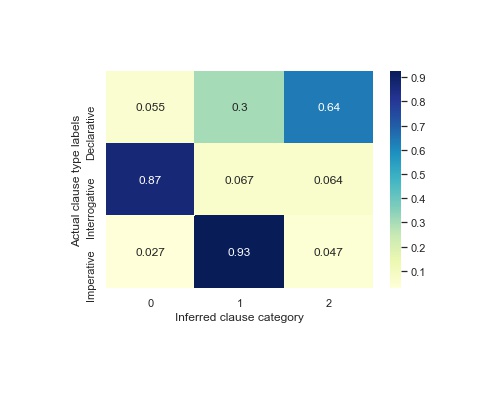 Actual clause type labels
Declarative
Interrogative
Imperative
0.055 0.3 0.64
0.87 0.067 0.064
0.027 0.93 0.047
0 1 2
Inferred clause category
0.9
0.8
0.7
0.6
0.5
0.4
0.3
0.2
0.1